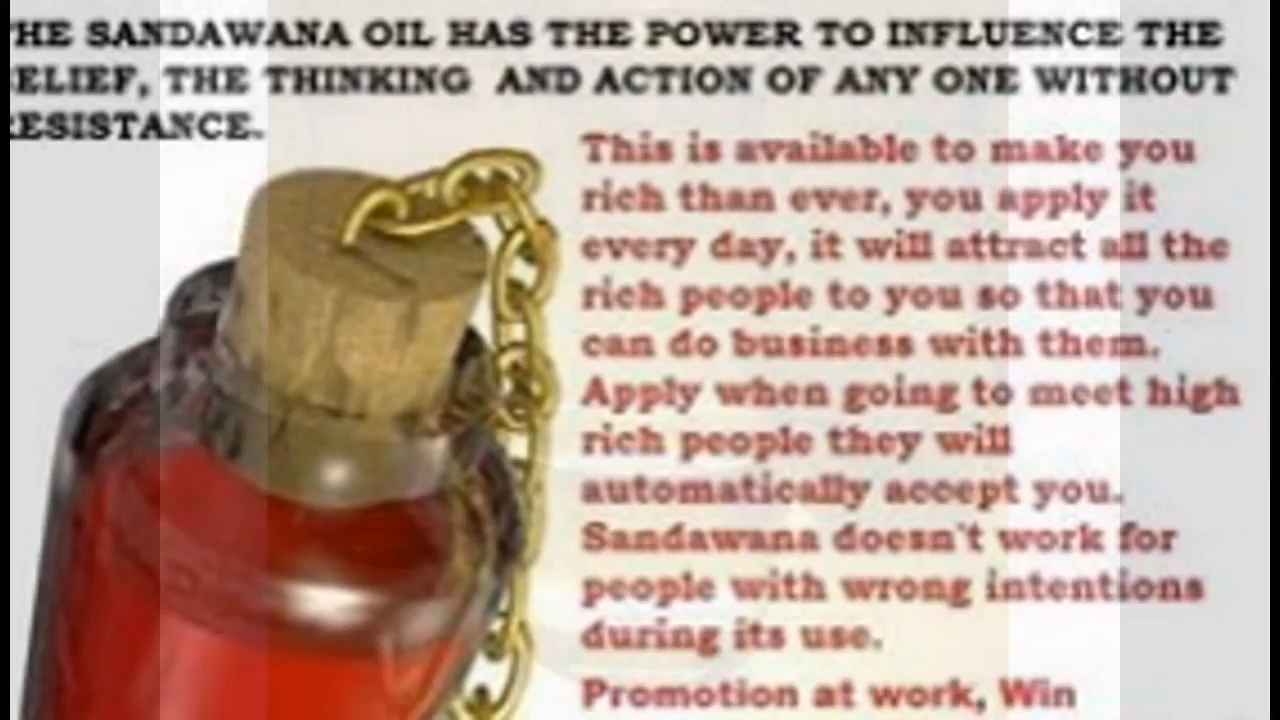 HE SANDAWANA OIL HAS THE POWER TO INFLUENCE THE
ELIEF, THE THINKING AND ACTION OF ANY ONE WITHOUT
RESISTANCE.
This is available to make you
rich than ever, you apply it
every day, it will attract all the
rich people to you so that you
can do business with them.
Apply when going to meet high
rich people they will
automatically accept you.
Sandawana doesn't work for
people with wrong intentions
during its use.
Promotion at work, Win